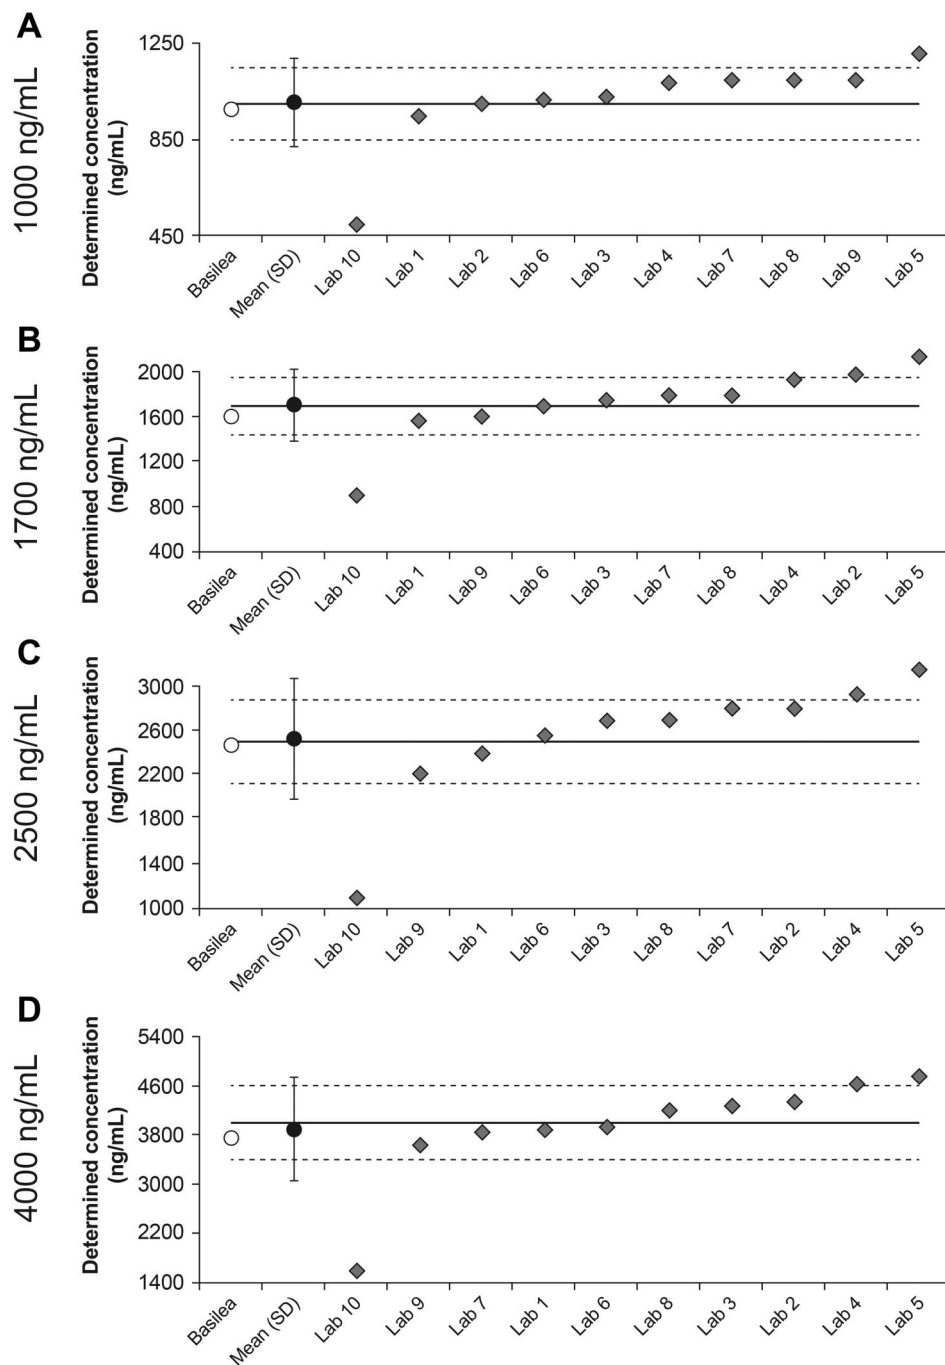 A
1000 ng/mL
Determined concentration
(ng/mL)
1250
850
450
Basilea
Mean (SD)
Lab 10
Lab 1
Lab 2
Lab 6
Lab 3
Lab 4
Lab 7
Lab 8
Lab 9
Lab 5
B
1700 ng/mL
Determined concentration
(ng/mL)
2000
1600
1200
800
400
Basilea
Mean (SD)
Lab 10
Lab 1
Lab 9
Lab 6
Lab 3
Lab 7
Lab 8
Lab 4
Lab 2
Lab 5
C
2500 ng/mL
Determined concentration
(ng/mL)
3000
2600
2200
1800
1400
1000
Basilea
Mean (SD)
Lab 10
Lab 9
Lab 1
Lab 6
Lab 3
Lab 8
Lab 7
Lab 2
Lab 4
Lab 5
D
4000 ng/mL
Determined concentration
(ng/mL)
5400
4600
3800
3000
2200
1400
Basilea
Mean (SD)
Lab 10
Lab 9
Lab 7
Lab 1
Lab 6
Lab 8
Lab 3
Lab 2
Lab 4
Lab 5